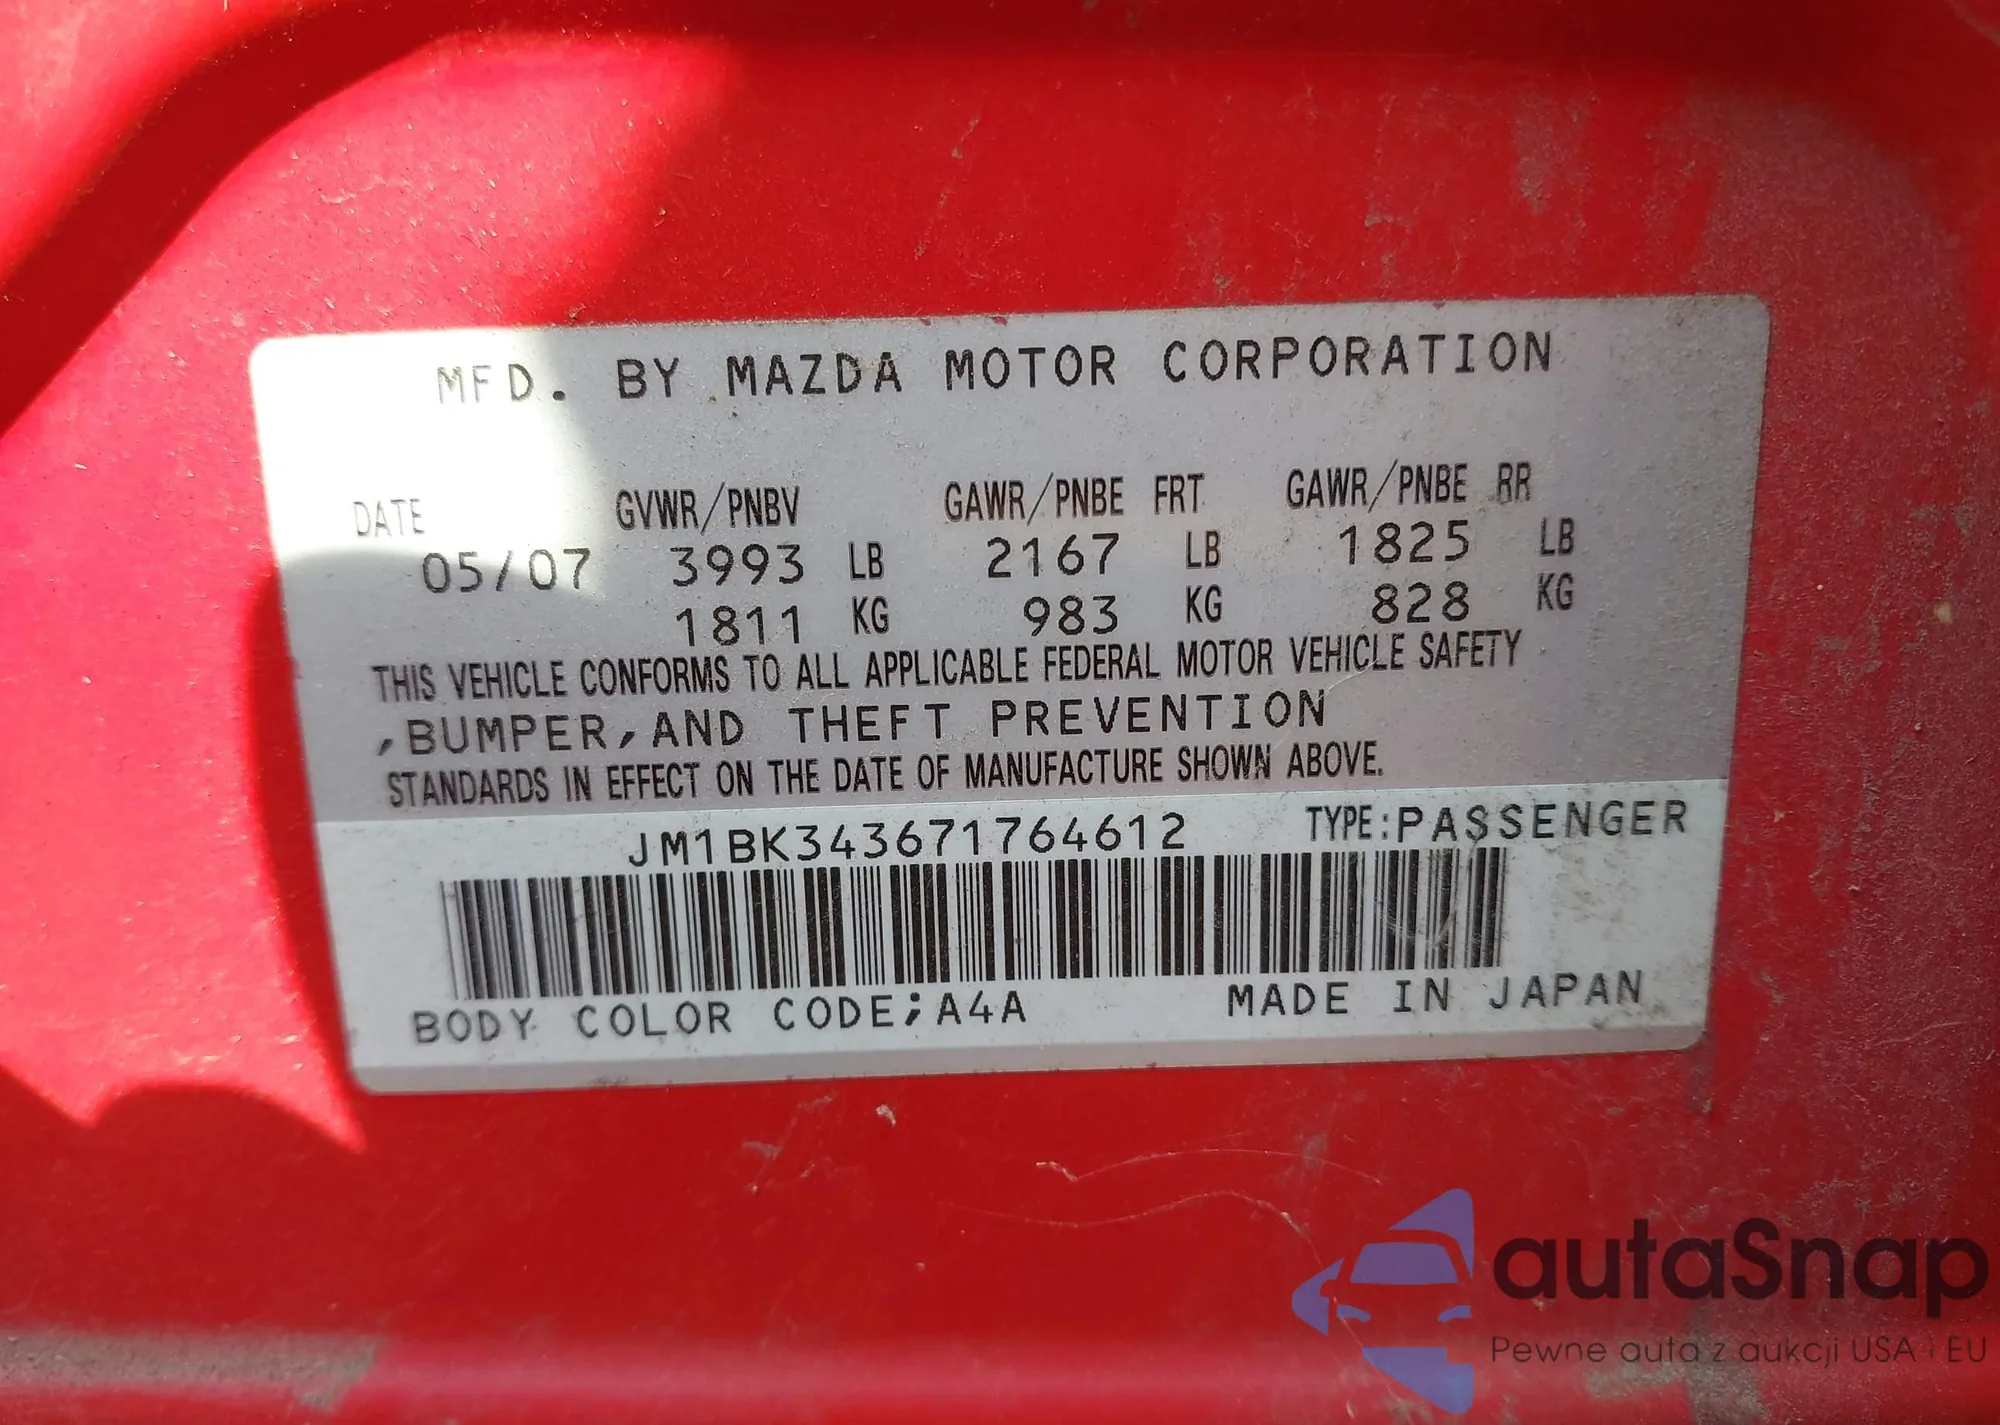 MFD. BY MAZDA MOTOR CORPORATION
DATE GVWR/PNBV GAWR/PNBE FRT GAWR/PNBE RR
05/07 3993 LB 2167 LB 1825 LB
1811 KG 983 KG 828 KG
THIS VEHICLE CONFORMS TO ALL APPLICABLE FEDERAL MOTOR VEHICLE SAFETY
,BUMPER,AND THEFT PREVENTION
STANDARDS IN EFFECT ON THE DATE OF MANUFACTURE SHOWN ABOVE.
JM1BK343671764612 TYPE:PASSENGER
BODY COLOR CODE;A4A MADE IN JAPAN
autaSnap
Pewne auta z aukcji USA i EU